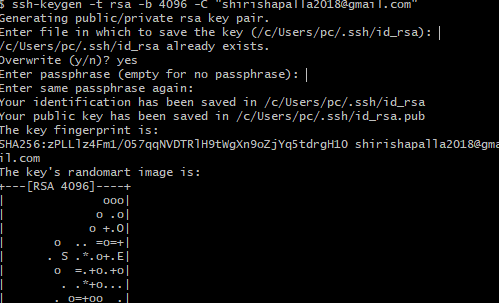 $ ssh-keygen -t rsa -b 4096 -C "shirishapalla2018@gmail.com"
Generating public/private rsa key pair.
Enter file in which to save the key (/c/Users/pc/.ssh/id_rsa):
/c/Users/pc/.ssh/id_rsa already exists.
Overwrite (y/n)? yes
Enter passphrase (empty for no passphrase):
Enter same passphrase again:
Your identification has been saved in /c/Users/pc/.ssh/id_rsa
Your public key has been saved in /c/Users/pc/.ssh/id_rsa.pub
The key fingerprint is:
SHA256:zPLLlz4Fm1/O57qqNVDTRlH9tWgXn9oZjYq5tdrgH1O shirishapalla2018@gma
il.com
The key's randomart image is:
+---[RSA 4096]----+
|              ooo|
|             o .o|
|            o +.O|
|       o  .. =o=+|
|      . S .*.o+.E|
|       o  =.+o.+o|
|        . .*+o...|
|       . o=+oo  .|